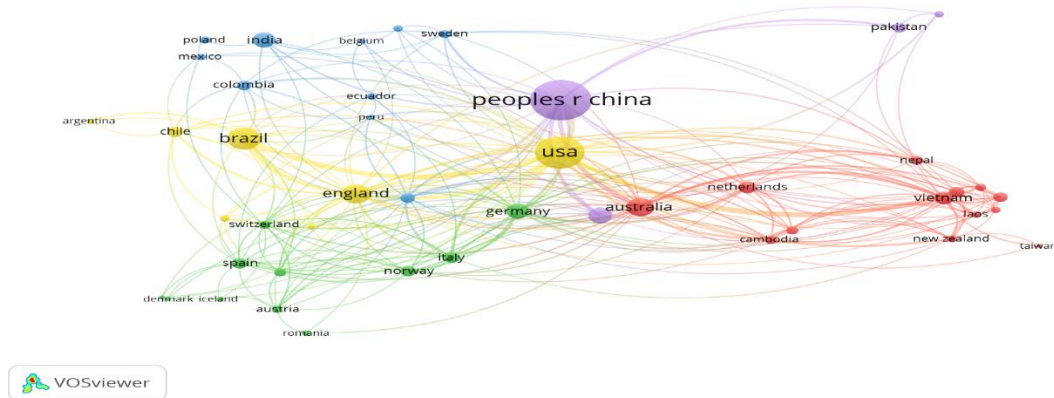 poland
india
belgium
sweden
pakistan
mexico
colombia
ecuador
peoples r china
argentina
chile
brazil
peru
usa
nepal
england
netherlands
vietnam
germany
australia
laos
switzerland
cambodia
new zealand
taiwan
spain
norway
italy
denmark
iceland
austria
romania
VOSviewer